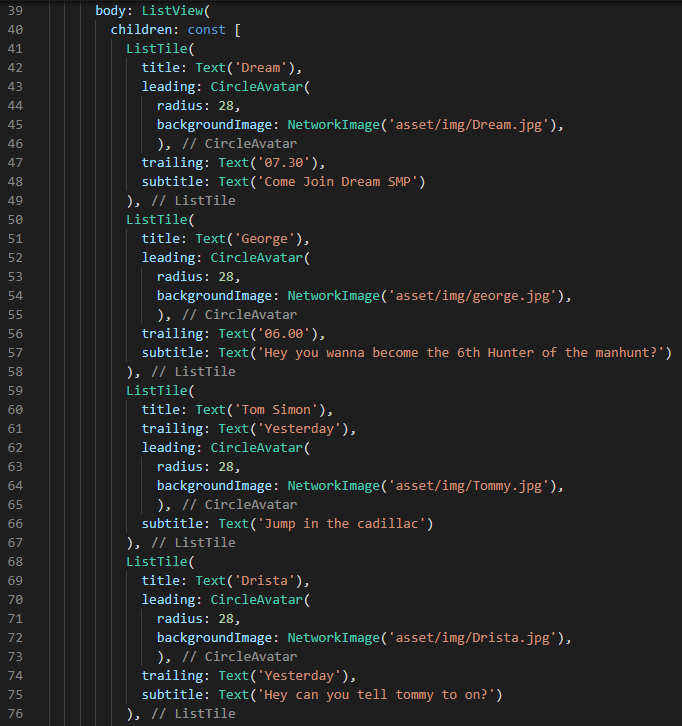 39 body: ListView(
40 children: const [
41 ListTile(
42 title: Text('Dream'),
43 leading: CircleAvatar(
44 radius: 28,
45 backgroundImage: NetworkImage('asset/img/Dream.jpg'),
46 ), // CircleAvatar
47 trailing: Text('07.30'),
48 subtitle: Text('Come Join Dream SMP')
49 ), // ListTile
50 ListTile(
51 title: Text('George'),
52 leading: CircleAvatar(
53 radius: 28,
54 backgroundImage: NetworkImage('asset/img/george.jpg'),
55 ), // CircleAvatar
56 trailing: Text('06.00'),
57 subtitle: Text('Hey you wanna become the 6th Hunter of the manhunt?')
58 ), // ListTile
59 ListTile(
60 title: Text('Tom Simon'),
61 trailing: Text('Yesterday'),
62 leading: CircleAvatar(
63 radius: 28,
64 backgroundImage: NetworkImage('asset/img/Tommy.jpg'),
65 ), // CircleAvatar
66 subtitle: Text('Jump in the cadillac')
67 ), // ListTile
68 ListTile(
69 title: Text('Drista'),
70 leading: CircleAvatar(
71 radius: 28,
72 backgroundImage: NetworkImage('asset/img/Drista.jpg'),
73 ), // CircleAvatar
74 trailing: Text('Yesterday'),
75 subtitle: Text('Hey can you tell tommy to on?')
76 ), // ListTile